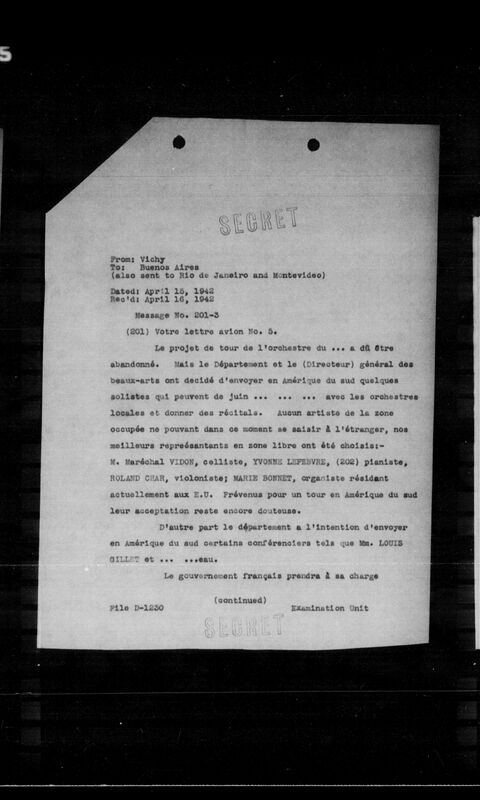 5
SECRET
From: Vichy
To: Buenos Aires
(also sent to Rio de Janeiro and Montevideo)
Dated: April 15, 1942
Rec'd: April 16, 1942
Message No. 201-3
(201) Votre lettre avion No. 5.
Le projet de tour de l'orchestre du ... a dû être
abandonné. Mais le Département et le (Directeur) général des
beaux-arts ont decidé d'envoyer en Amérique du sud quelques
solistes qui peuvent de juin ... ... ... avec les orchestres
locales et donner des récitals. Aucun artiste de la zone
occupée ne pouvant dans ce moment se saisir à l'étranger, nos
meilleurs repreésantants en zone libre ont été choisis:-
M. Maréchal VIDON, celliste, YVONNE LEFEBVRE, (202) pianiste,
ROLAND CHAR, violoniste; MARIE BONNET, organiste résidant
actuellement aux E.U. Prévenus pour un tour en Amérique du sud
leur acceptation reste encore douteuse.
D'autre part le département a l'intention d'envoyer
en Amérique du sud certains conférenciers tels que Mm. LOUIS
GILLET et ... ...eau.
Le gouvernement français prendra à sa charge
(continued)
File D-1230 Examination Unit
SECRET